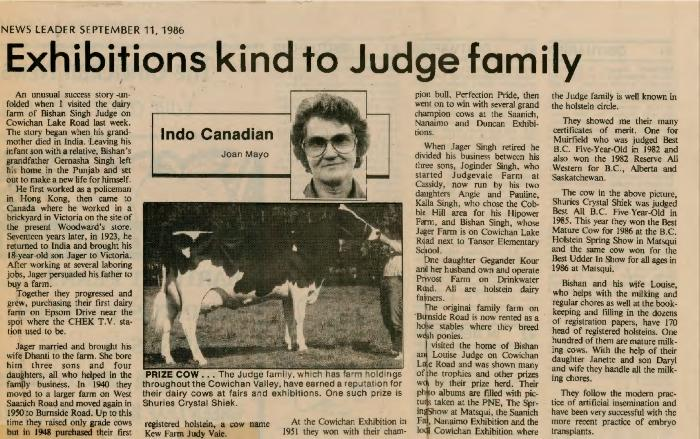 NEWS LEADER SEPTEMBER 11, 1986
Exhibitions kind to Judge family
An unusual success story un-
folded when I visited the dairy
farm of Bishan Singh Judge on
Cowichan Lake Road last week.
The story began when his grand-
mother died in India. Leaving his
infant son with a relative, Bishan's
grandfather Gernoasha Singh left
his home in the Punjab and set
out to make a new life for himself.
He first worked as a policeman
in Hong Kong, then came to
Canada where he worked in a
brickyard in Victoria on the site of
the present Woodward's store.
Seventeen years later, in 1923, he
returned to India and brought his
18-year-old son Jager to Victoria.
After working at several laboring
jobs, Jager persuaded his father to
buy a farm.
Together they progressed and
grew, purchasing their first dairy
farm on Epsom Drive near the
spot where the CHEK T.V. sta-
tion used to be.
Jager married and brought his
wife Dhanti to the farm. She bore
him three sons and four
daughters, all who helped in the
family business. In 1940 they
moved to a larger farm on West
Saanich Road and moved again in
1950 to Burnside Road. Up to this
time they raised only grade cows
but in 1948 purchased their first
Indo Canadian
Joan Mayo
PRIZE COW . . . The Judge family, which has farm holdings
throughout the Cowichan Valley, have earned a reputation for
their dairy cows at fairs and exhibitions. One such prize is
Shuries Crystal Shiek.
registered holstein, a cow name
Kew Farm Judy Vale.
At the Cowichan Exhibition in
1951 they won with their cham-
pion bull, Perfection Pride, then
went on to win with several grand
champion cows at the Saanich,
Nanaimo and Duncan Exhibi-
tions.
When Jager Singh retired he
divided his business between his
three sons, Joginder Singh, who
started Judgevale Farm at
Cassidy, now run by his two
daughters Angie and Pauline,
Kalla Singh, who chose the Cob-
ble Hill area for his Hipower
Farm, and Bishan Singh, whose
Jager Farm is on Cowichan Lake
Road next to Tansor Elementary
School.
One daughter Gegander Kour
and her husband own and operate
Privost Farm on Drinkwater
Road. All are holstein dairy
farmers.
The original family farm on
Burnside Road is now rented as a
horse stables where they breed
welsh ponies.
I visited the home of Bishan
and Louise Judge on Cowichan
Lake Road and was shown many
of the trophies and other prizes
won by their prize herd. Their
photo albums are filled with pic-
tures taken at the PNE, The Spr-
ing Show at Matsqui, the Saanich
Fai, Nanaimo Exhibition and the
local Cowichan Exhibition where
the Judge family is well known in
the holstein circle.
They showed me their many
certificates of merit. One for
Muirfield who was judged Best
B.C. Five-Year-Old in 1982 and
also won the 1982 Reserve All
Western for B.C., Alberta and
Saskatchewan.
The cow in the above picture,
Shuries Crystal Shiek was judged
Best All B.C. Five-Year-Old in
1985. This year they won the Best
Mature Cow for 1986 at the B.C.
Holstein Spring Show in Matsqui
and the same cow won for the
Best Udder In Show for all ages in
1986 at Matsqui.
Bishan and his wife Louise,
who helps with the milking and
regular chores as well at the book-
keeping and filling in the dozens
of registration papers, have 170
head of registered holsteins. One
hundred of them are mature milk-
ing cows. With the help of their
daughter Janette and son Daryl
and wife they handle all the milk-
ing chores.
They follow the modern prac-
tice of artificial insemination and
have been very successful with the
more recent practice of embryo
transplants.